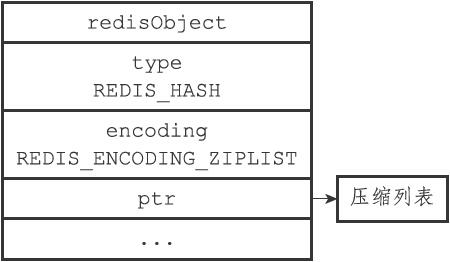 redisObject
type
REDIS_HASH
encoding
REDIS_ENCODING_ZIPLIST
ptr
压缩列表
...